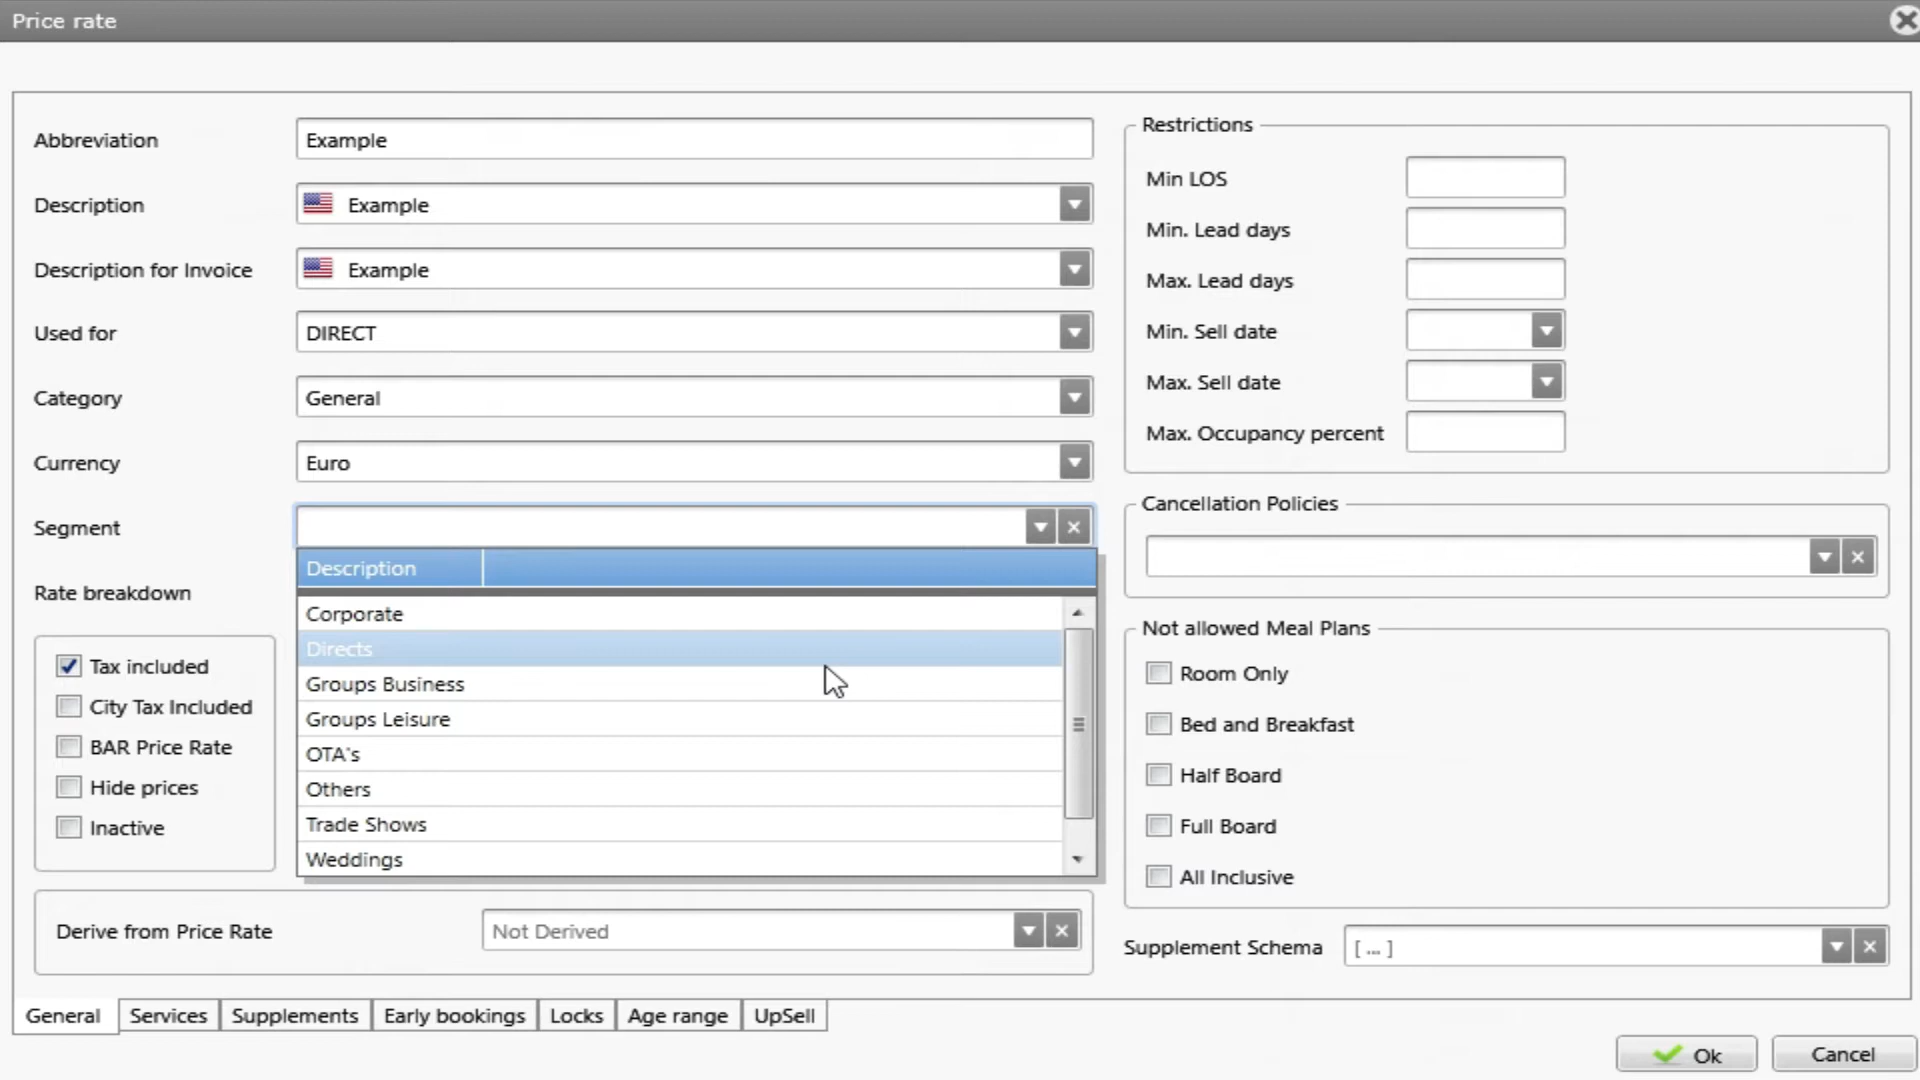 Price rate
Abbreviation
Example
Description
Example
Description for Invoice
Example
Used for
DIRECT
Category
General
Currency
Euro
Segment
Description
Corporate
Directs
Groups Business
Groups Leisure
OTA's
Others
Trade Shows
Weddings
Rate breakdown
Tax included
City Tax Included
BAR Price Rate
Hide prices
Inactive
Derive from Price Rate
Not Derived
Restrictions
Min LOS
Min. Lead days
Max. Lead days
Min. Sell date
Max. Sell date
Max. Occupancy percent
Cancellation Policies
Not allowed Meal Plans
Room Only
Bed and Breakfast
Half Board
Full Board
All Inclusive
Supplement Schema
[ ... ]
General Services Supplements Early bookings Locks Age range UpSell
Ok Cancel